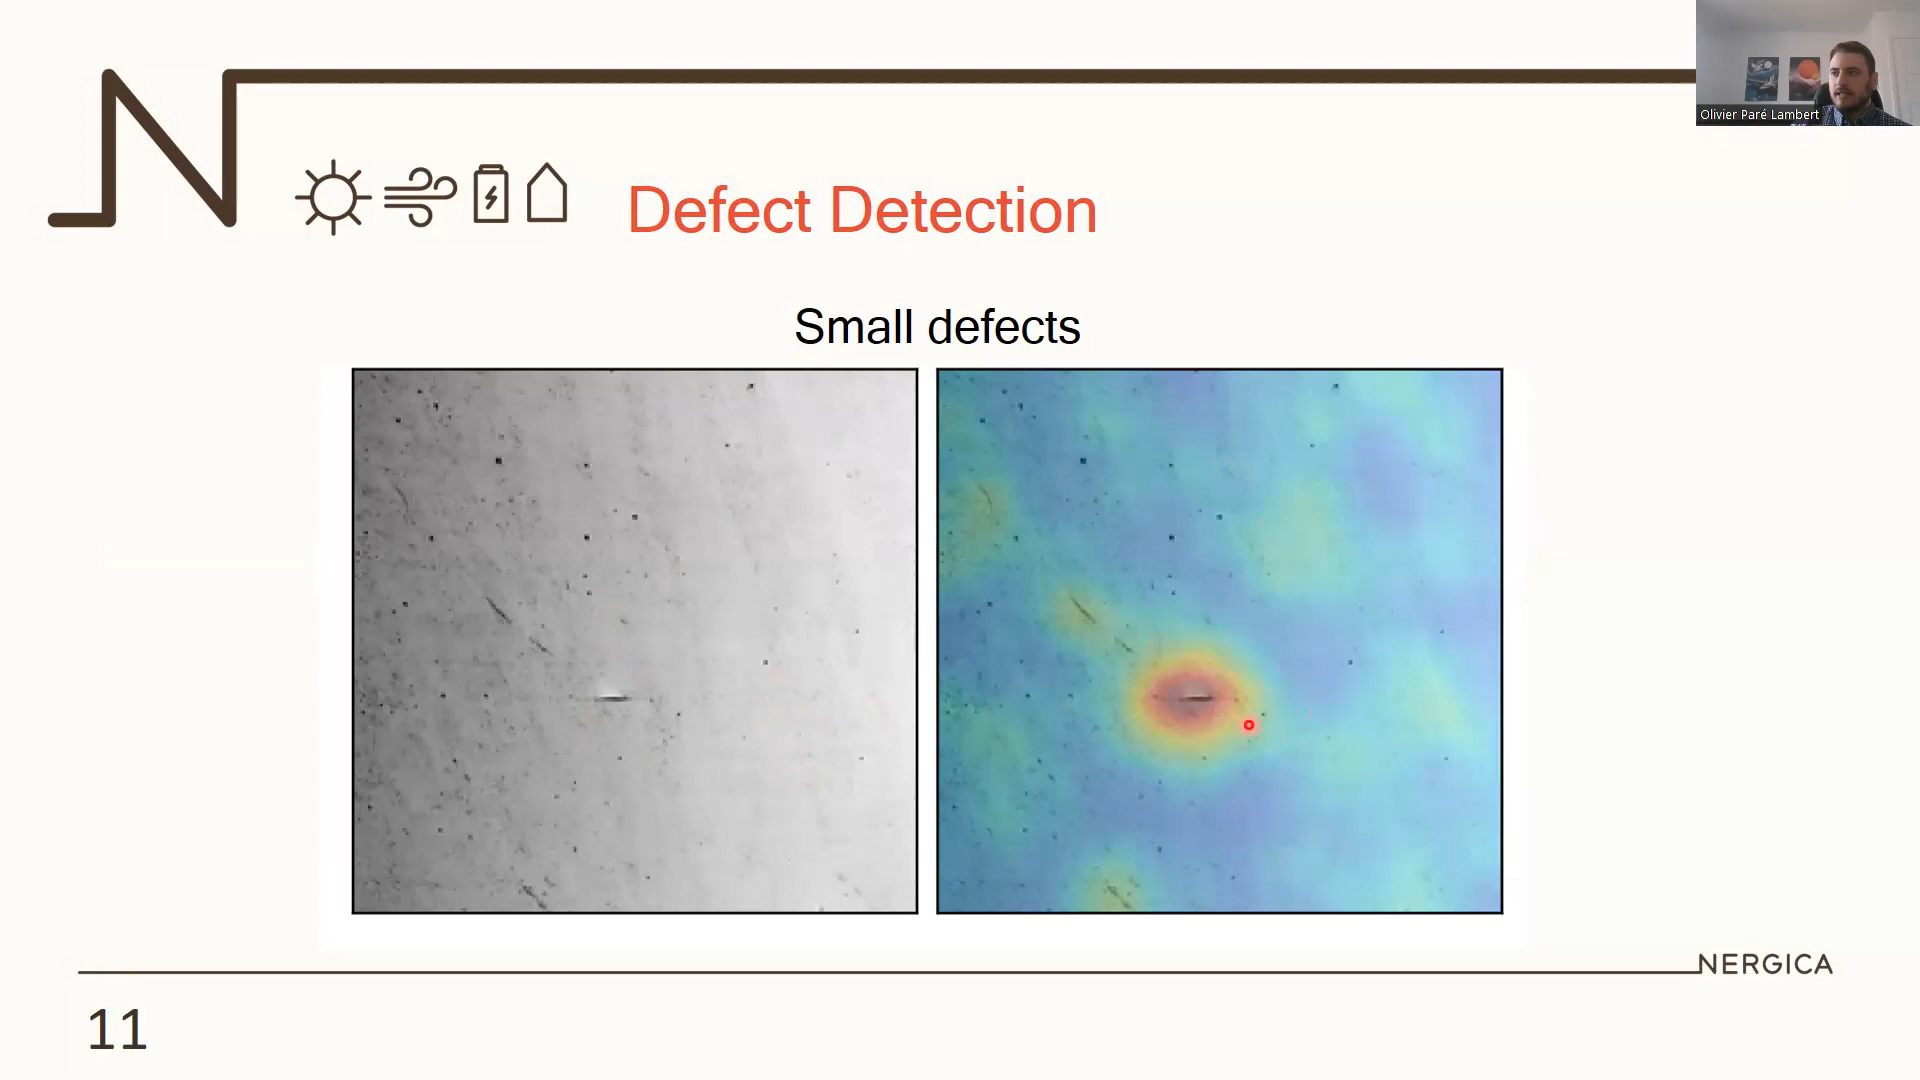 Olivier Paré Lambert
Defect Detection
Small defects
NERGICA
11